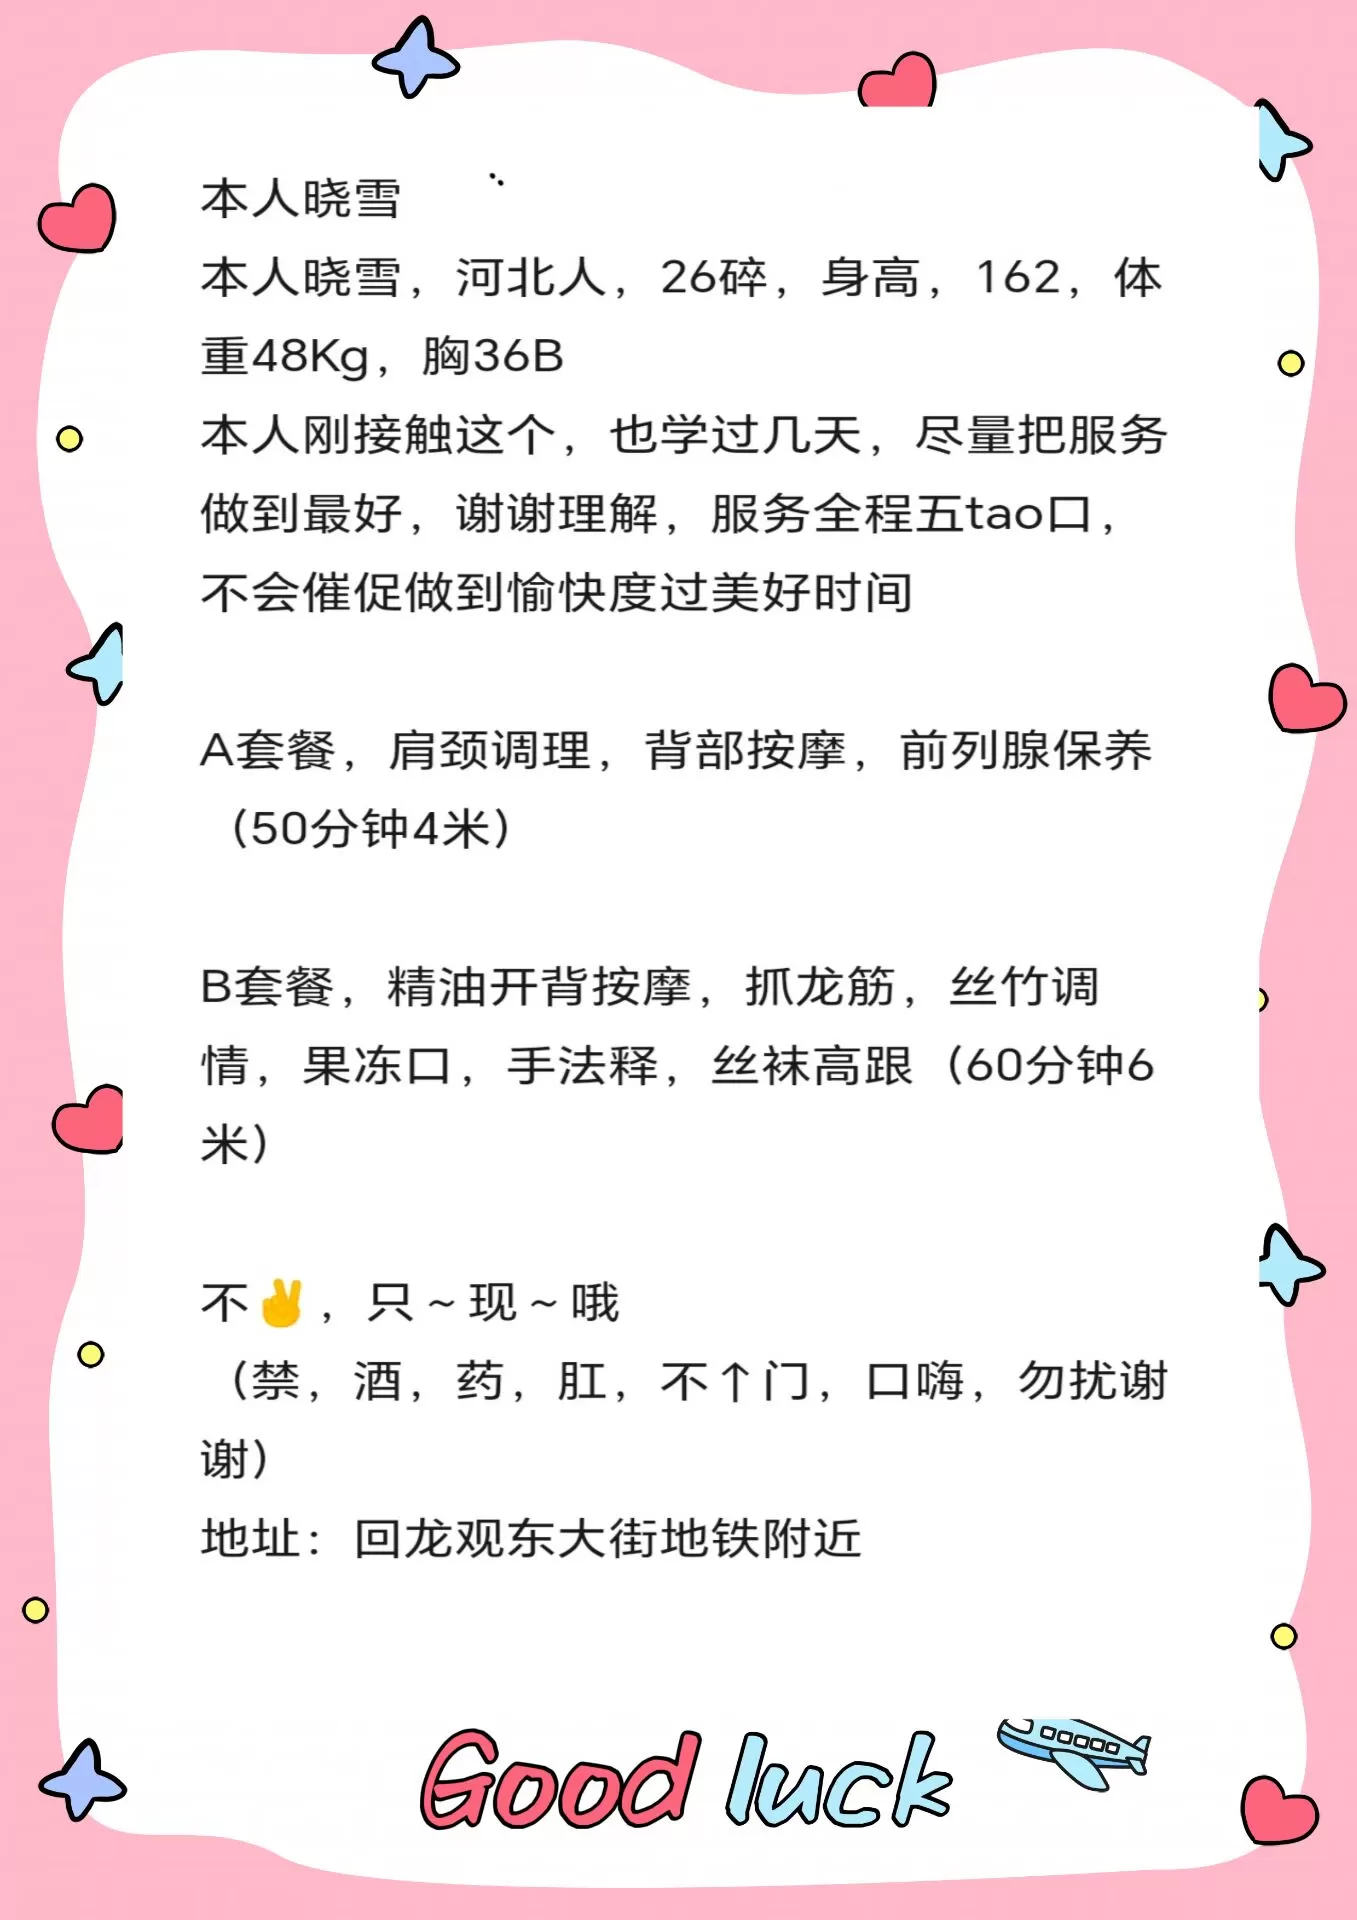 本人晓雪
本人晓雪，河北人，26碎，身高，162，体
重48Kg，胸36B
本人刚接触这个，也学过几天，尽量把服务
做到最好，谢谢理解，服务全程五tao口，
不会催促做到愉快度过美好时间
A套餐，肩颈调理，背部按摩，前列腺保养
（50分钟4米）
B套餐，精油开背按摩，抓龙筋，丝竹调
情，果冻口，手法释，丝袜高跟（60分钟6
米）
不✌️，只～现～哦
（禁，酒，药，肛，不↑门，口嗨，勿扰谢
谢）
地址：回龙观东大街地铁附近
Good luck